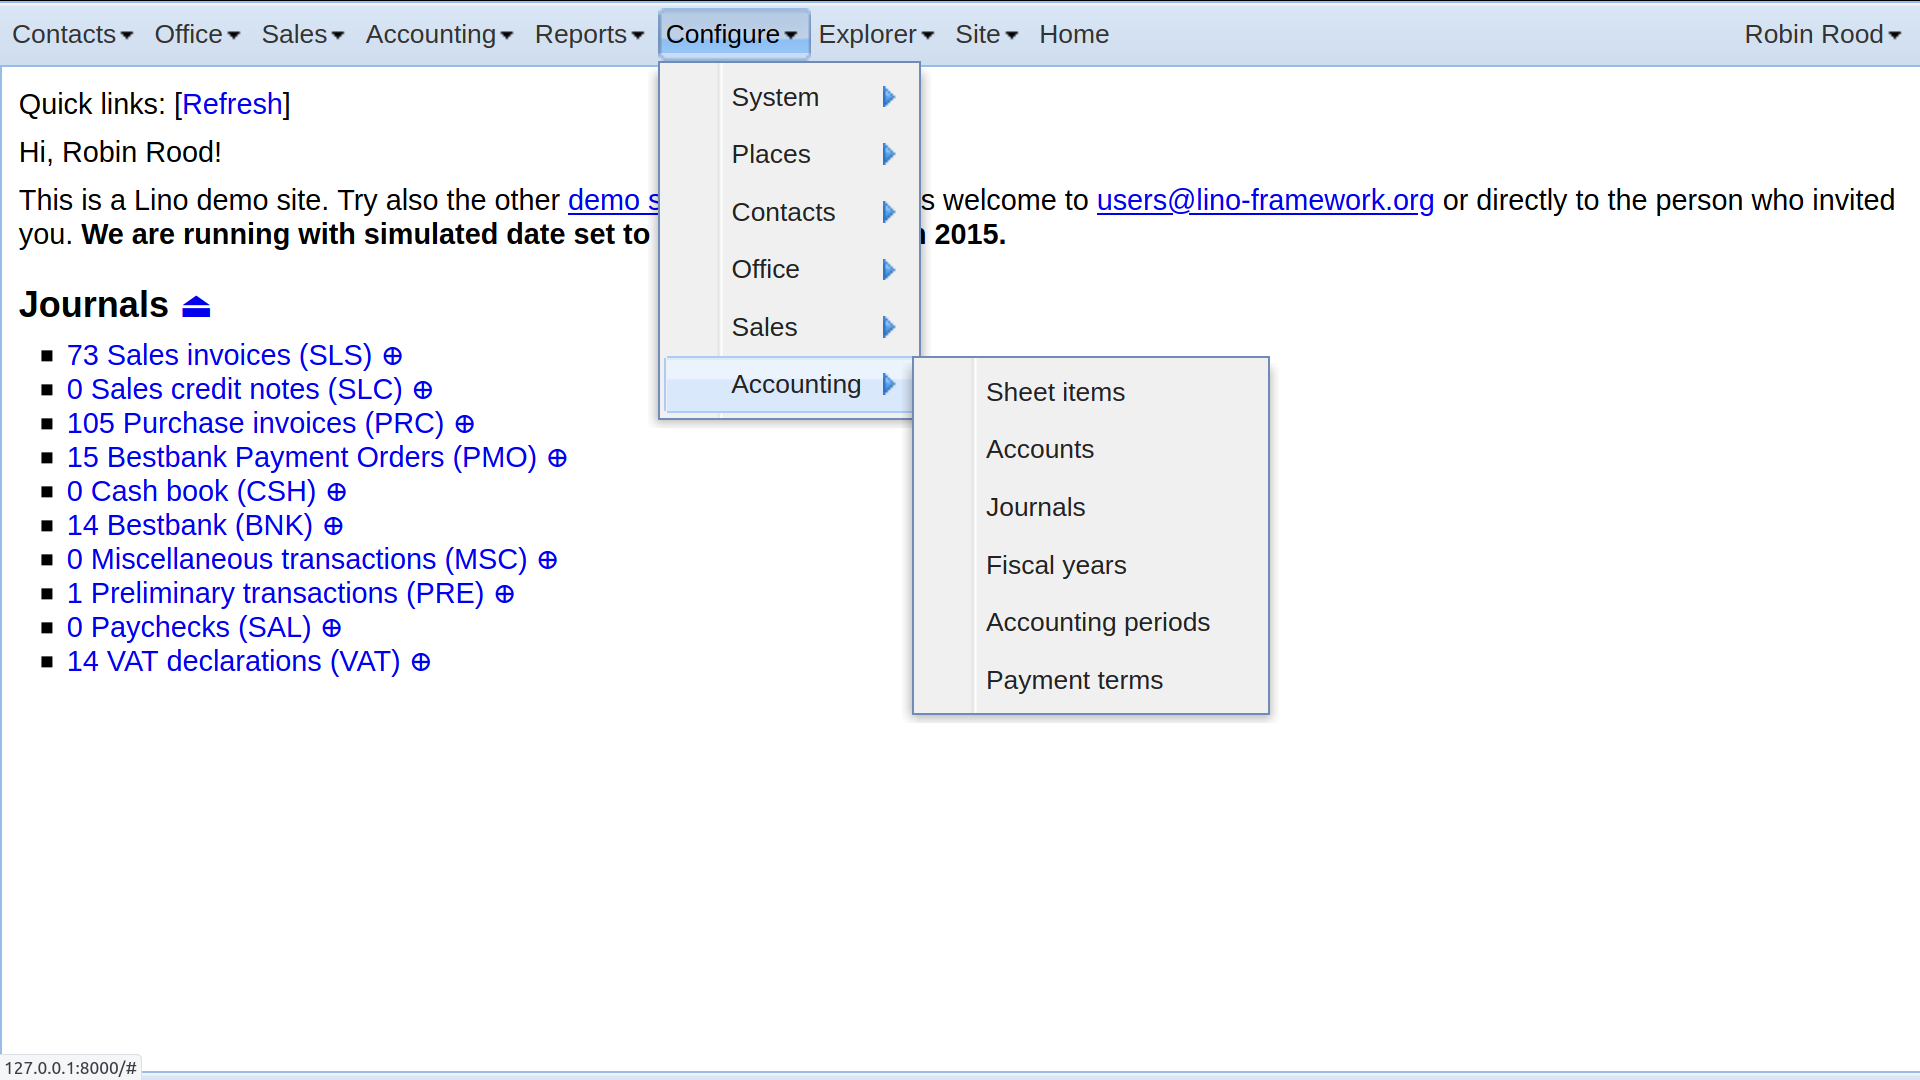 Contacts Office Sales Accounting Reports Configure Explorer Site Home Robin Rood
Quick links: [Refresh]
Hi, Robin Rood!
This is a Lino demo site. Try also the other demo s welcome to users@lino-framework.org or directly to the person who invited
you. We are running with simulated date set to 2015.
Journals ⏏
73 Sales invoices (SLS) ⊕
0 Sales credit notes (SLC) ⊕
105 Purchase invoices (PRC) ⊕
15 Bestbank Payment Orders (PMO) ⊕
0 Cash book (CSH) ⊕
14 Bestbank (BNK) ⊕
0 Miscellaneous transactions (MSC) ⊕
1 Preliminary transactions (PRE) ⊕
0 Paychecks (SAL) ⊕
14 VAT declarations (VAT) ⊕
System
Places
Contacts
Office
Sales
Accounting
Sheet items
Accounts
Journals
Fiscal years
Accounting periods
Payment terms
127.0.0.1:8000/#